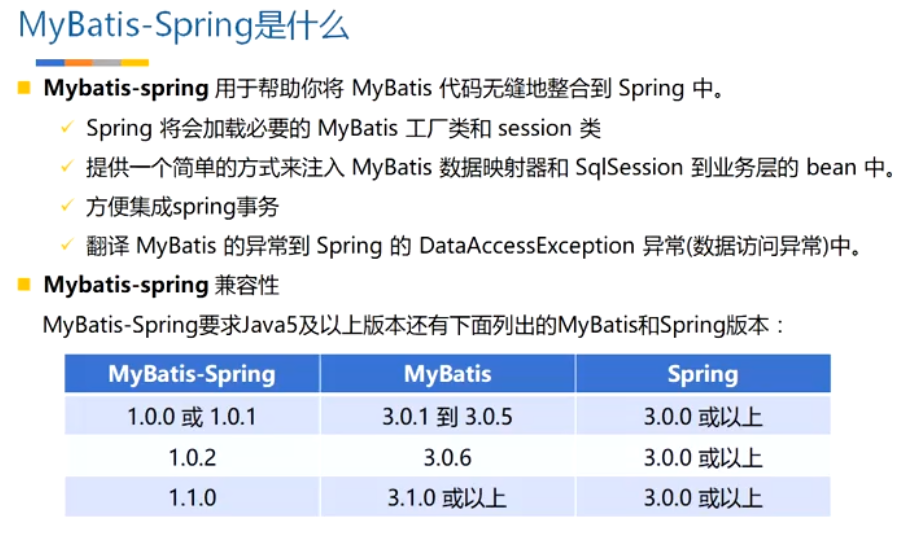 MyBatis-Spring是什么
Mybatis-spring 用于帮助你将 MyBatis 代码无缝地整合到 Spring 中。
Spring 将会加载必要的 MyBatis 工厂类和 session 类
提供一个简单的方式来注入 MyBatis 数据映射器和 SqlSession 到业务层的 bean 中。
方便集成spring事务
翻译 MyBatis 的异常到 Spring 的 DataAccessException 异常(数据访问异常)中。
Mybatis-spring 兼容性
MyBatis-Spring要求Java5及以上版本还有下面列出的MyBatis和Spring版本：
MyBatis-Spring MyBatis Spring
1.0.0 或 1.0.1 3.0.1 到 3.0.5 3.0.0 或以上
1.0.2 3.0.6 3.0.0 或以上
1.1.0 3.1.0 或以上 3.0.0 或以上